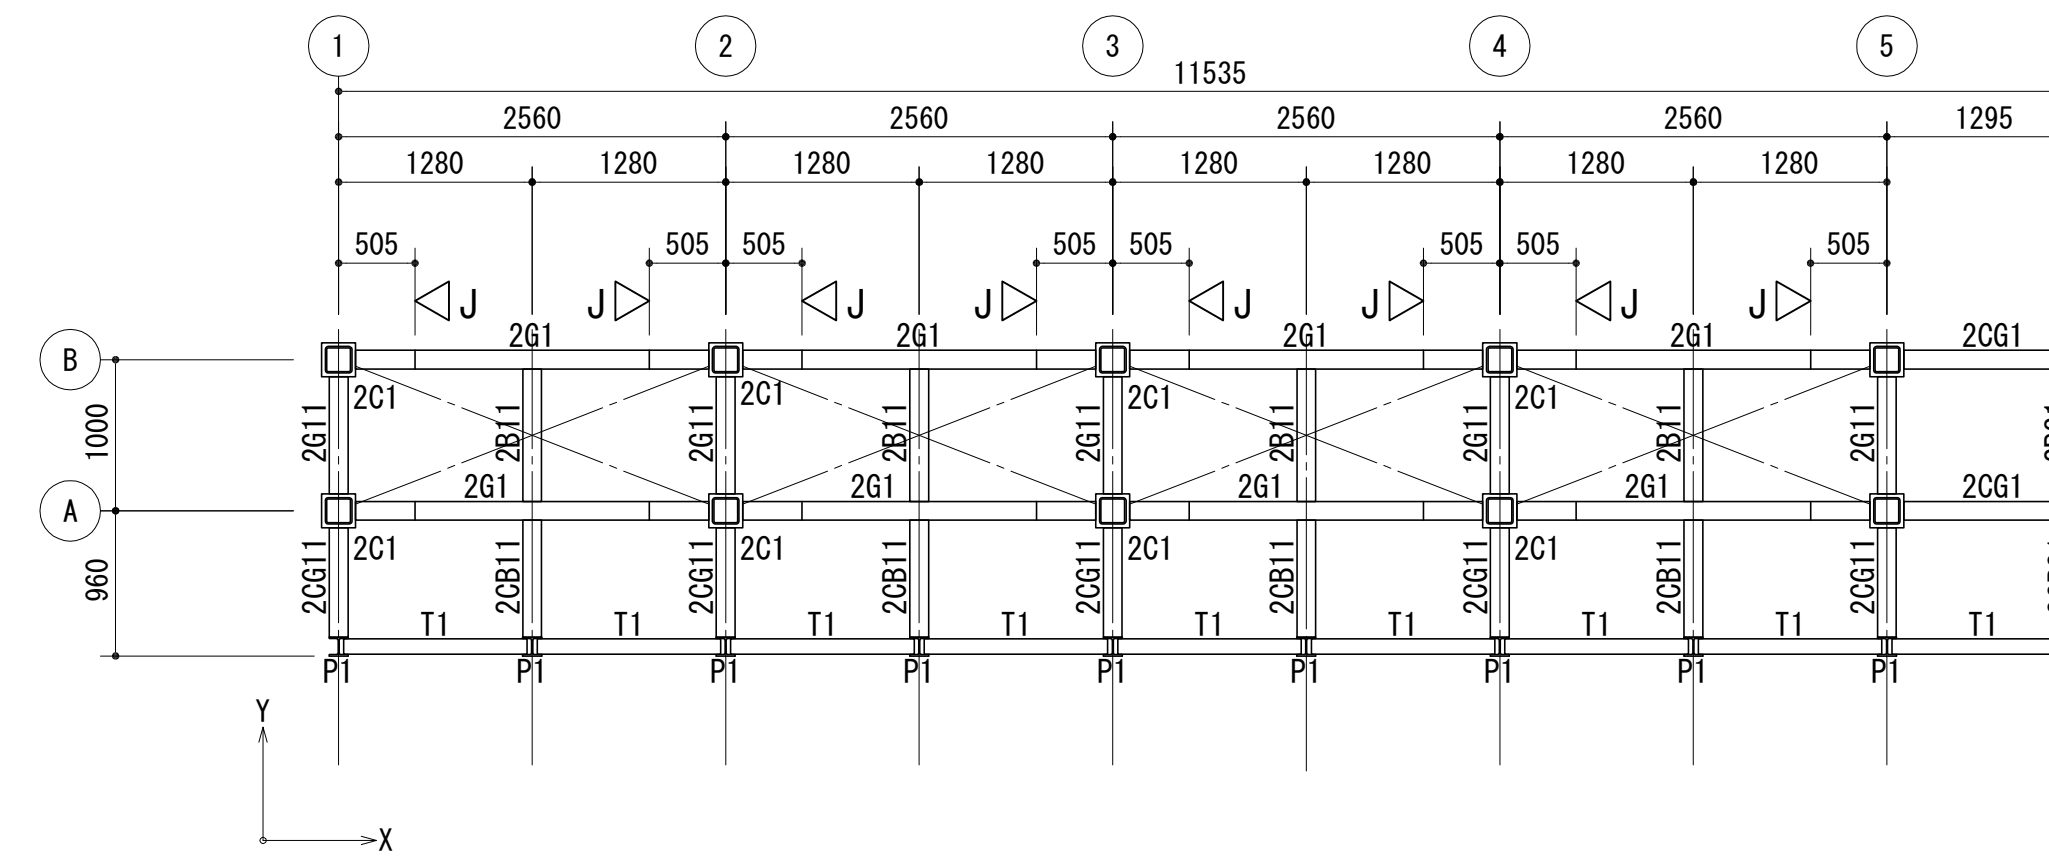 1 2 3 4 5
11535
2560 2560 2560 2560 1295
1280 1280 1280 1280 1280 1280 1280 1280
505 505 505 505 505 505 505 505
J J J J J J J J
2G1 2G1 2G1 2G1 2CG1
B
2C1 2C1 2C1 2C1
1000 2G11 2B11 2G11 2B11 2G11 2B11 2G11 2B11 2G11
2G1 2G1 2G1 2G1 2CG1
A
2C1 2C1 2C1 2C1
960 2CG11 2CB11 2CG11 2CB11 2CG11 2CB11 2CG11 2CB11 2CG11
T1 T1 T1 T1 T1 T1 T1 T1 T1
P1 P1 P1 P1 P1 P1 P1 P1 P1
Y
X